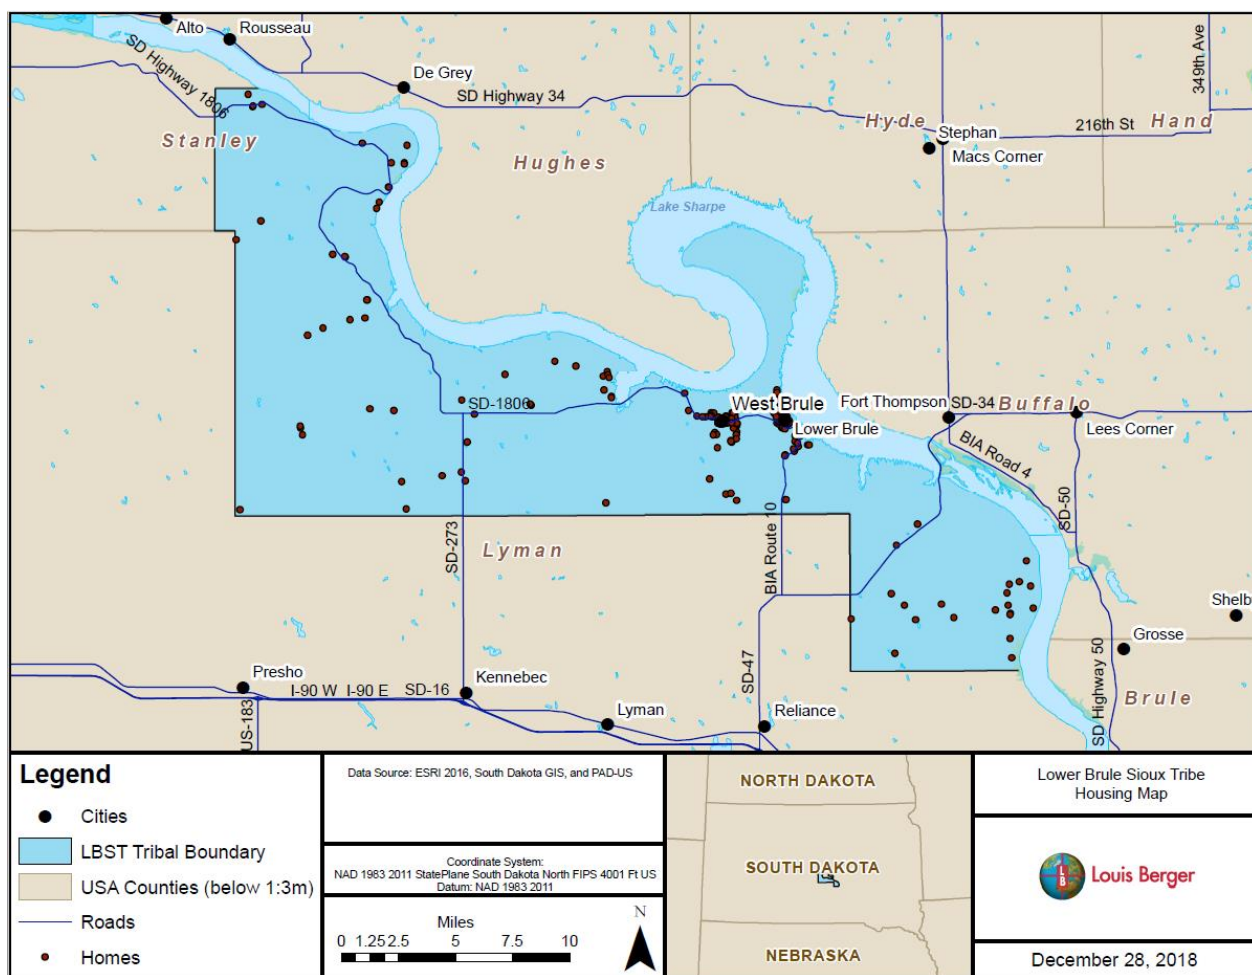 Alto
Rousseau
SD Highway 1806
De Grey
SD Highway 34
349th Ave
Stanley
Hyde
Hand
216th St
Stephan
Macs Corner
Hughes
Lake Sharpe
SD-1806
West Brule
Lower Brule
Fort Thompson
SD-34
Buffalo
Lees Corner
BIA Road 4
SD-50
SD-273
Lyman
BIA Route 10
Shelb
Grosse
Presho
I-90 W
I-90 E
SD-16
Kennebec
SD-47
SD Highway 50
Brule
US-183
Lyman
Reliance
Legend
Cities
LBST Tribal Boundary
USA Counties (below 1:3m)
Roads
Homes
Data Source: ESRI 2016, South Dakota GIS, and PAD-US
Coordinate System:
NAD 1983 2011 StatePlane South Dakota North FIPS 4001 Ft US
Datum: NAD 1983 2011
Miles
0 1.25 2.5 5 7.5 10
N
NORTH DAKOTA
SOUTH DAKOTA
NEBRASKA
Lower Brule Sioux Tribe
Housing Map
L
B
Louis Berger
December 28, 2018